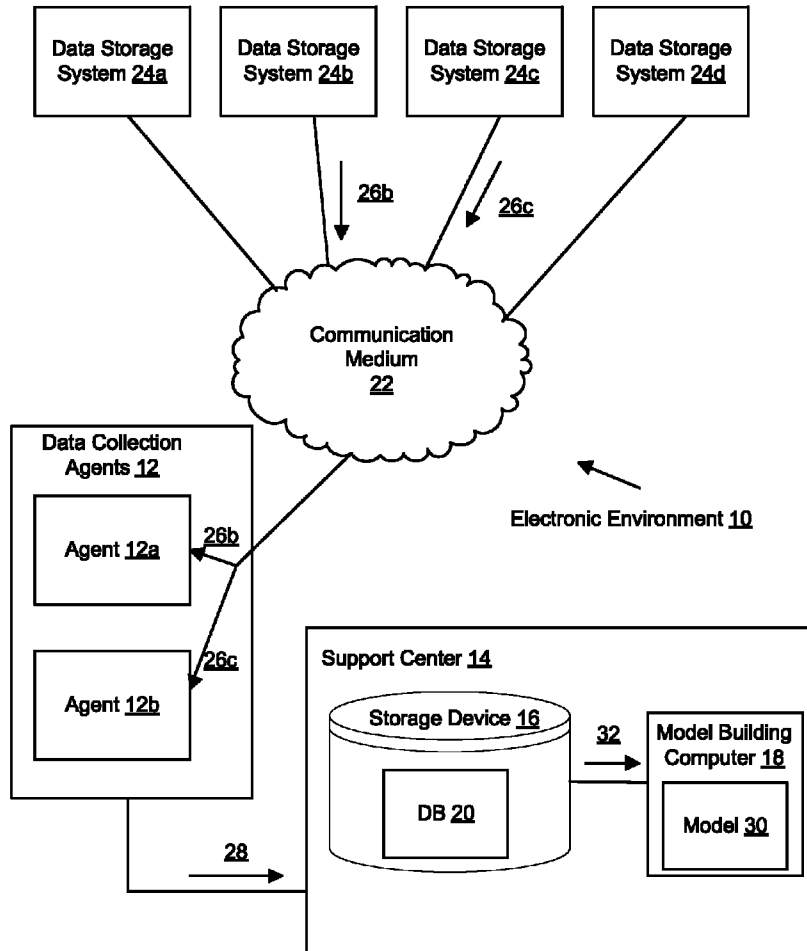 Data Storage
System 24a
Data Storage
System 24b
Data Storage
System 24c
Data Storage
System 24d
26b
26c
Communication
Medium
22
Data Collection
Agents 12
Agent 12a
26b
26c
Agent 12b
Electronic Environment 10
Support Center 14
Storage Device 16
DB 20
32
Model Building
Computer 18
Model 30
28